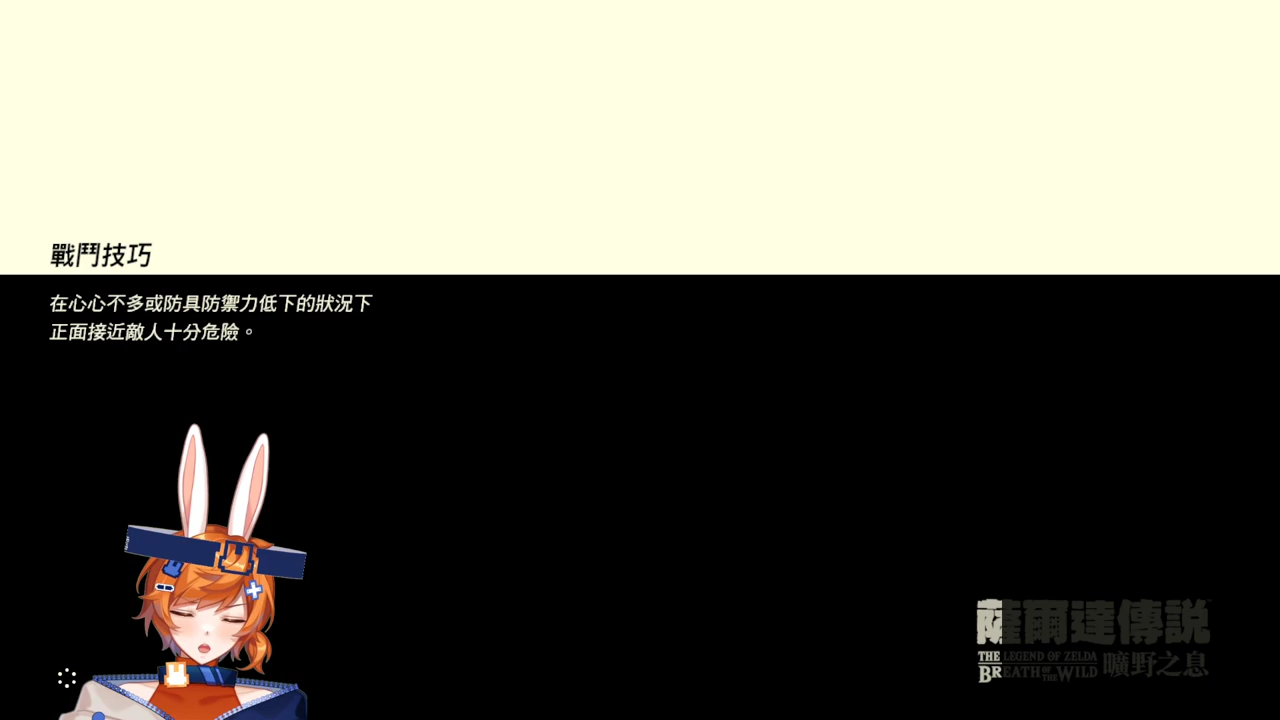 戰鬥技巧
在心心不多或防具防禦力低下的狀況下
正面接近敵人十分危險。
薩爾達傳說
THE LEGEND OF ZELDA
BREATH OF THE WILD 曠野之息